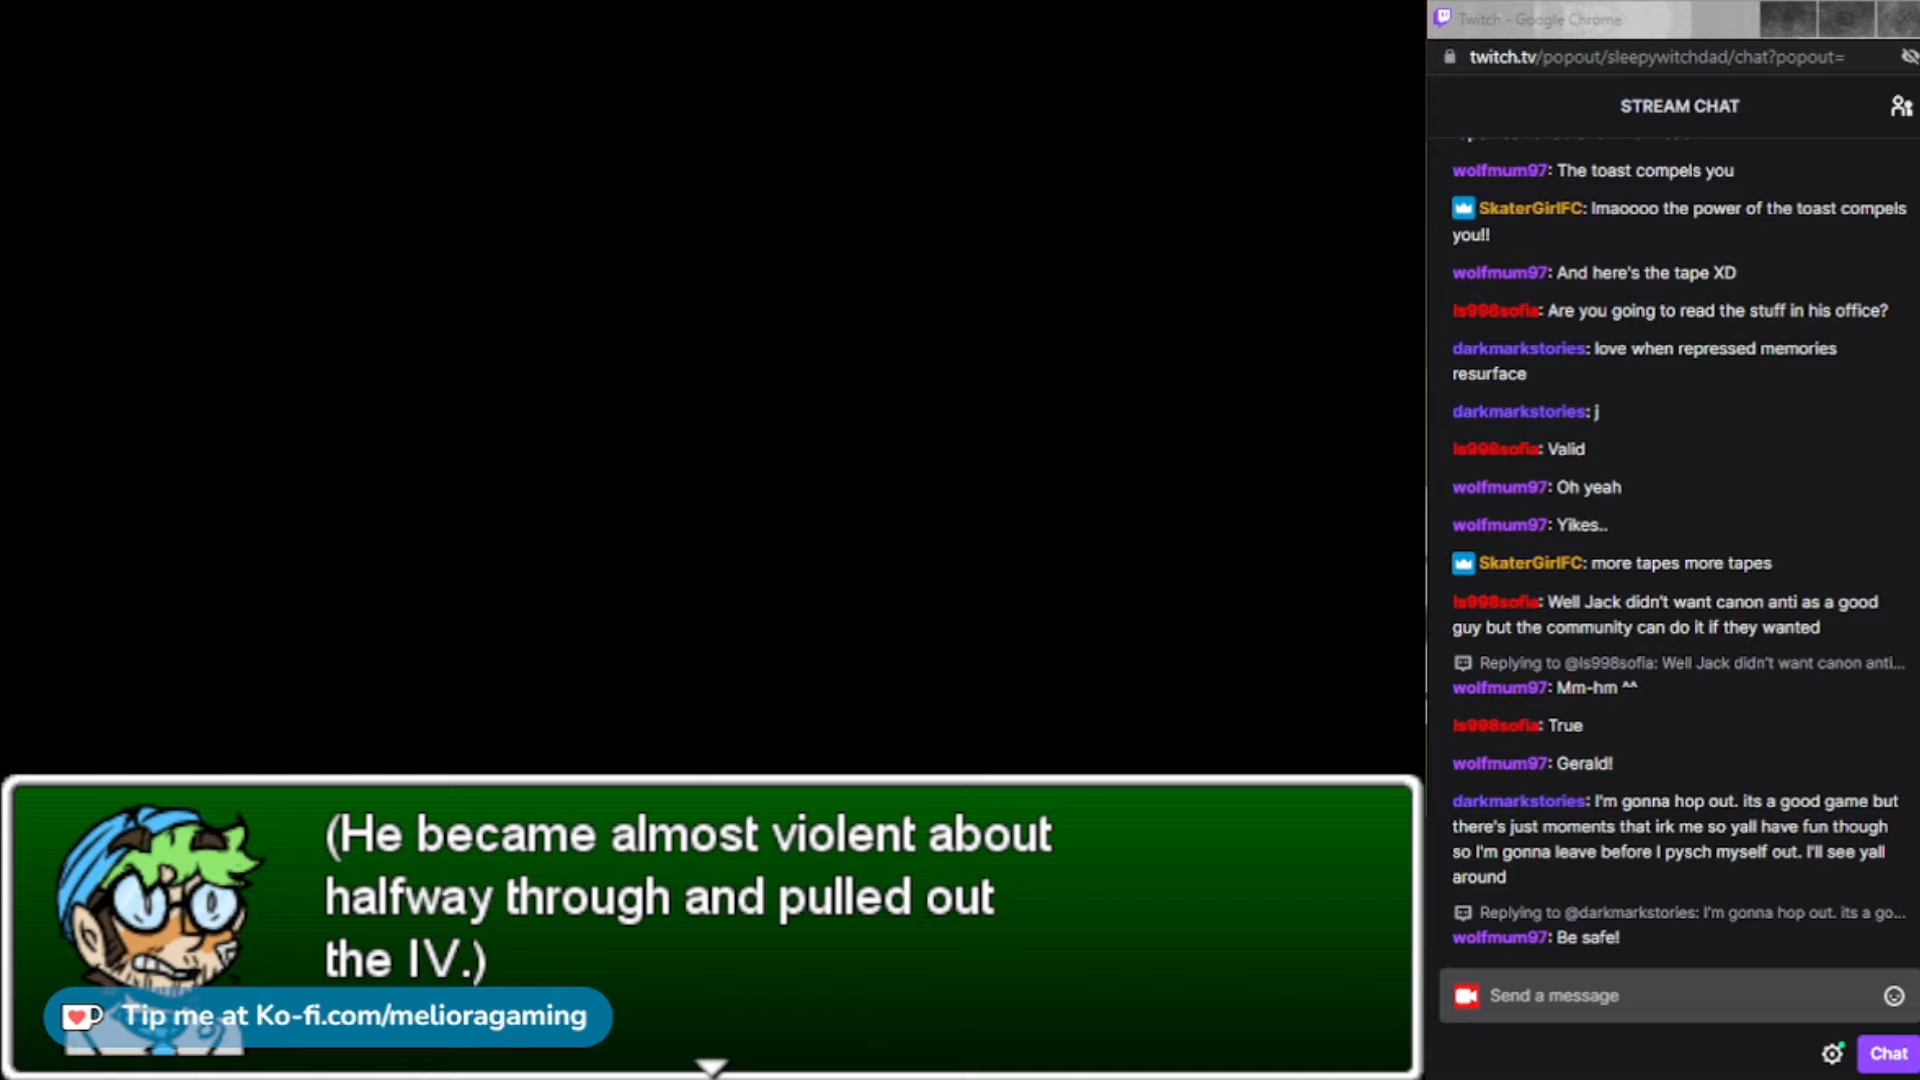 Twitch - Google Chrome
twitch.tv/popout/sleepywitchdad/chat?popout=
STREAM CHAT
wolfmum97: The toast compels you
SkaterGirlFC: lmaoooo the power of the toast compels
you!!
wolfmum97: And here's the tape XD
ls998sofia: Are you going to read the stuff in his office?
darkmarkstories: love when repressed memories
resurface
darkmarkstories: j
ls998sofia: Valid
wolfmum97: Oh yeah
wolfmum97: Yikes..
SkaterGirlFC: more tapes more tapes
ls998sofia: Well Jack didn't want canon anti as a good
guy but the community can do it if they wanted
Replying to @ls998sofia: Well Jack didn't want canon anti...
wolfmum97: Mm-hm ^^
ls998sofia: True
wolfmum97: Gerald!
darkmarkstories: I'm gonna hop out. its a good game but
there's just moments that irk me so yall have fun though
so I'm gonna leave before I pysch myself out. I'll see yall
around
Replying to @darkmarkstories: I'm gonna hop out. its a go...
wolfmum97: Be safe!
Send a message
Chat
(He became almost violent about
halfway through and pulled out
the IV.)
Tip me at Ko-fi.com/melioragaming